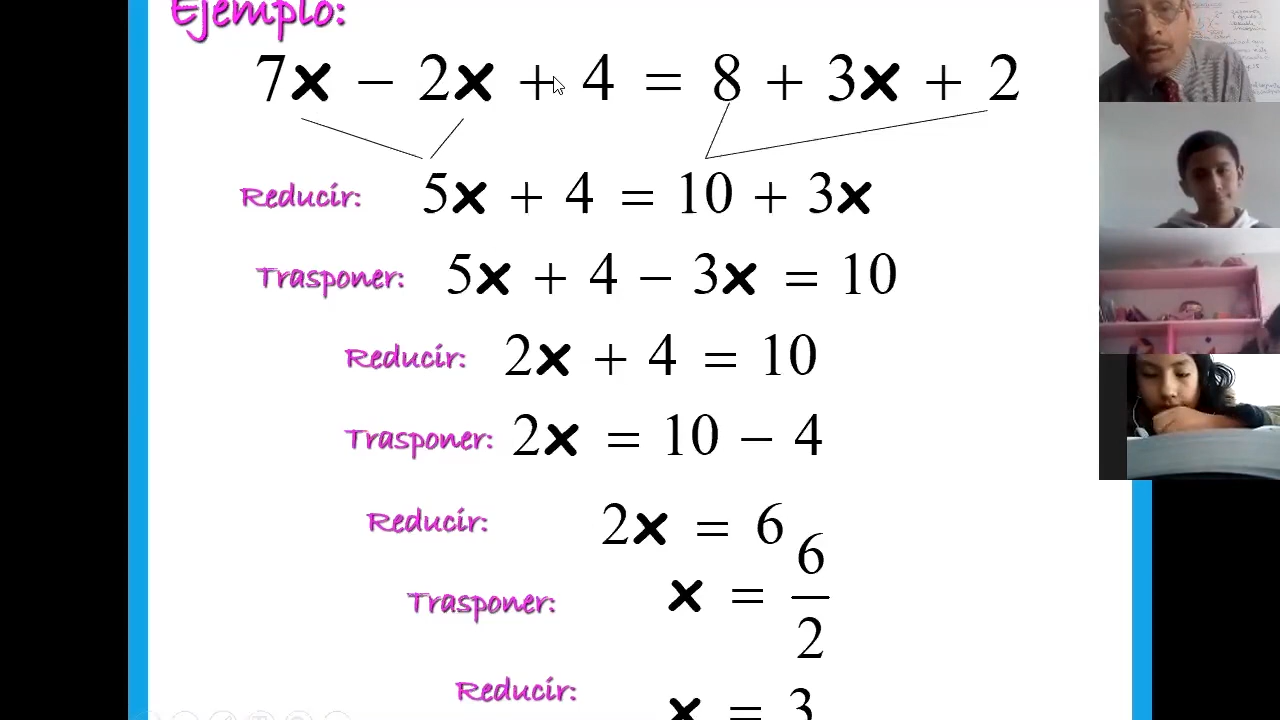 Ejemplo:
7x − 2x + 4 = 8 + 3x + 2
Reducir: 5x + 4 = 10 + 3x
Trasponer: 5x + 4 − 3x = 10
Reducir: 2x + 4 = 10
Trasponer: 2x = 10 − 4
Reducir: 2x = 6
Trasponer: x = 6/2
Reducir: x = 3